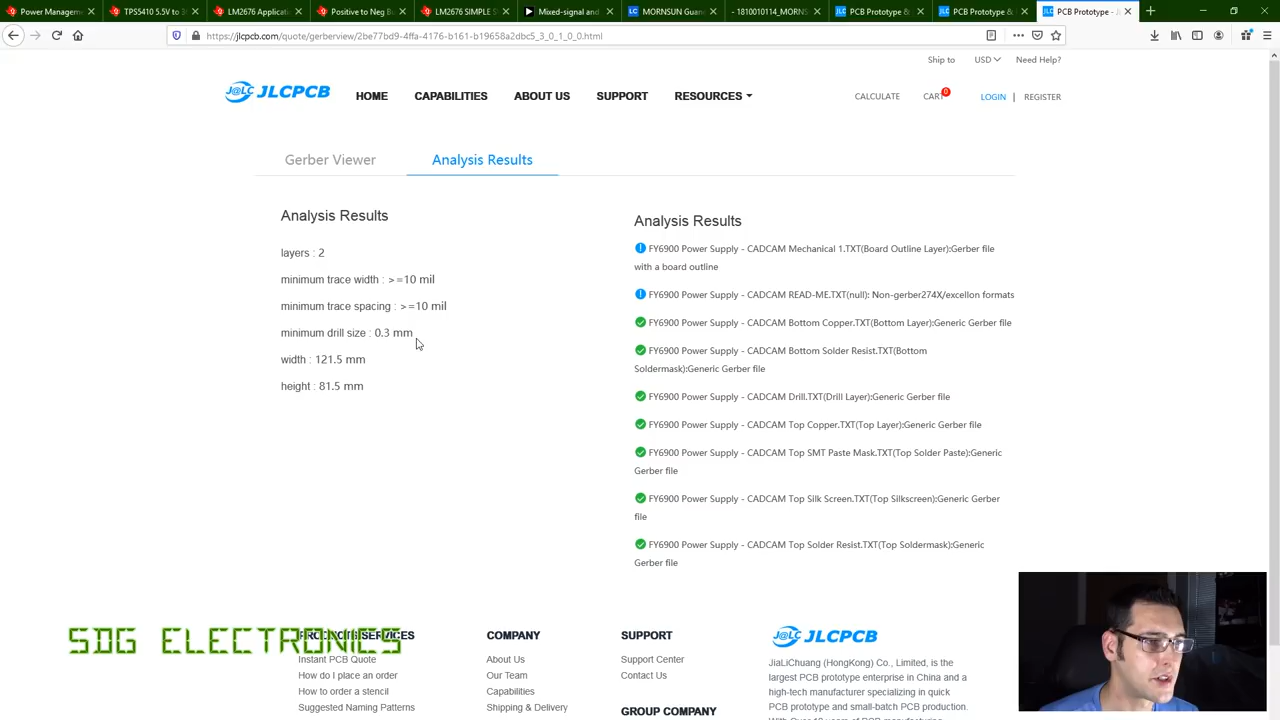 Power Managem
TPS5410 5.5V to 3
LM2676 Applicatio
Positive to Neg Bu
LM2676 SIMPLE S
Mixed-signal and
MORNSUN Guan
- 1810010114_MORNS
PCB Prototype &
PCB Prototype &
PCB Prototype - J
https://jlcpcb.com/quote/gerberview/2be77bd9-4ffa-4176-b161-b19658a2dbc5_3_0_1_0_0.html
Ship to
USD
Need Help?
J@LC JLCPCB
HOME
CAPABILITIES
ABOUT US
SUPPORT
RESOURCES
CALCULATE
CART
0
LOGIN | REGISTER
Gerber Viewer
Analysis Results
Analysis Results
layers : 2
minimum trace width : >=10 mil
minimum trace spacing : >=10 mil
minimum drill size : 0.3 mm
width : 121.5 mm
height : 81.5 mm
Analysis Results
FY6900 Power Supply - CADCAM Mechanical 1.TXT(Board Outline Layer):Gerber file
with a board outline
FY6900 Power Supply - CADCAM READ-ME.TXT(null): Non-gerber274X/excellon formats
FY6900 Power Supply - CADCAM Bottom Copper.TXT(Bottom Layer):Generic Gerber file
FY6900 Power Supply - CADCAM Bottom Solder Resist.TXT(Bottom
Soldermask):Generic Gerber file
FY6900 Power Supply - CADCAM Drill.TXT(Drill Layer):Generic Gerber file
FY6900 Power Supply - CADCAM Top Copper.TXT(Top Layer):Generic Gerber file
FY6900 Power Supply - CADCAM Top SMT Paste Mask.TXT(Top Solder Paste):Generic
Gerber file
FY6900 Power Supply - CADCAM Top Silk Screen.TXT(Top Silkscreen):Generic Gerber
file
FY6900 Power Supply - CADCAM Top Solder Resist.TXT(Top Soldermask):Generic
Gerber file
SDG ELECTRONICS
SERVICES
Instant PCB Quote
How do I place an order
How to order a stencil
Suggested Naming Patterns
COMPANY
About Us
Our Team
Capabilities
Shipping & Delivery
SUPPORT
Support Center
Contact Us
GROUP COMPANY
J@LC JLCPCB
JiaLiChuang (HongKong) Co., Limited, is the
largest PCB prototype enterprise in China and a
high-tech manufacturer specializing in quick
PCB prototype and small-batch PCB production.